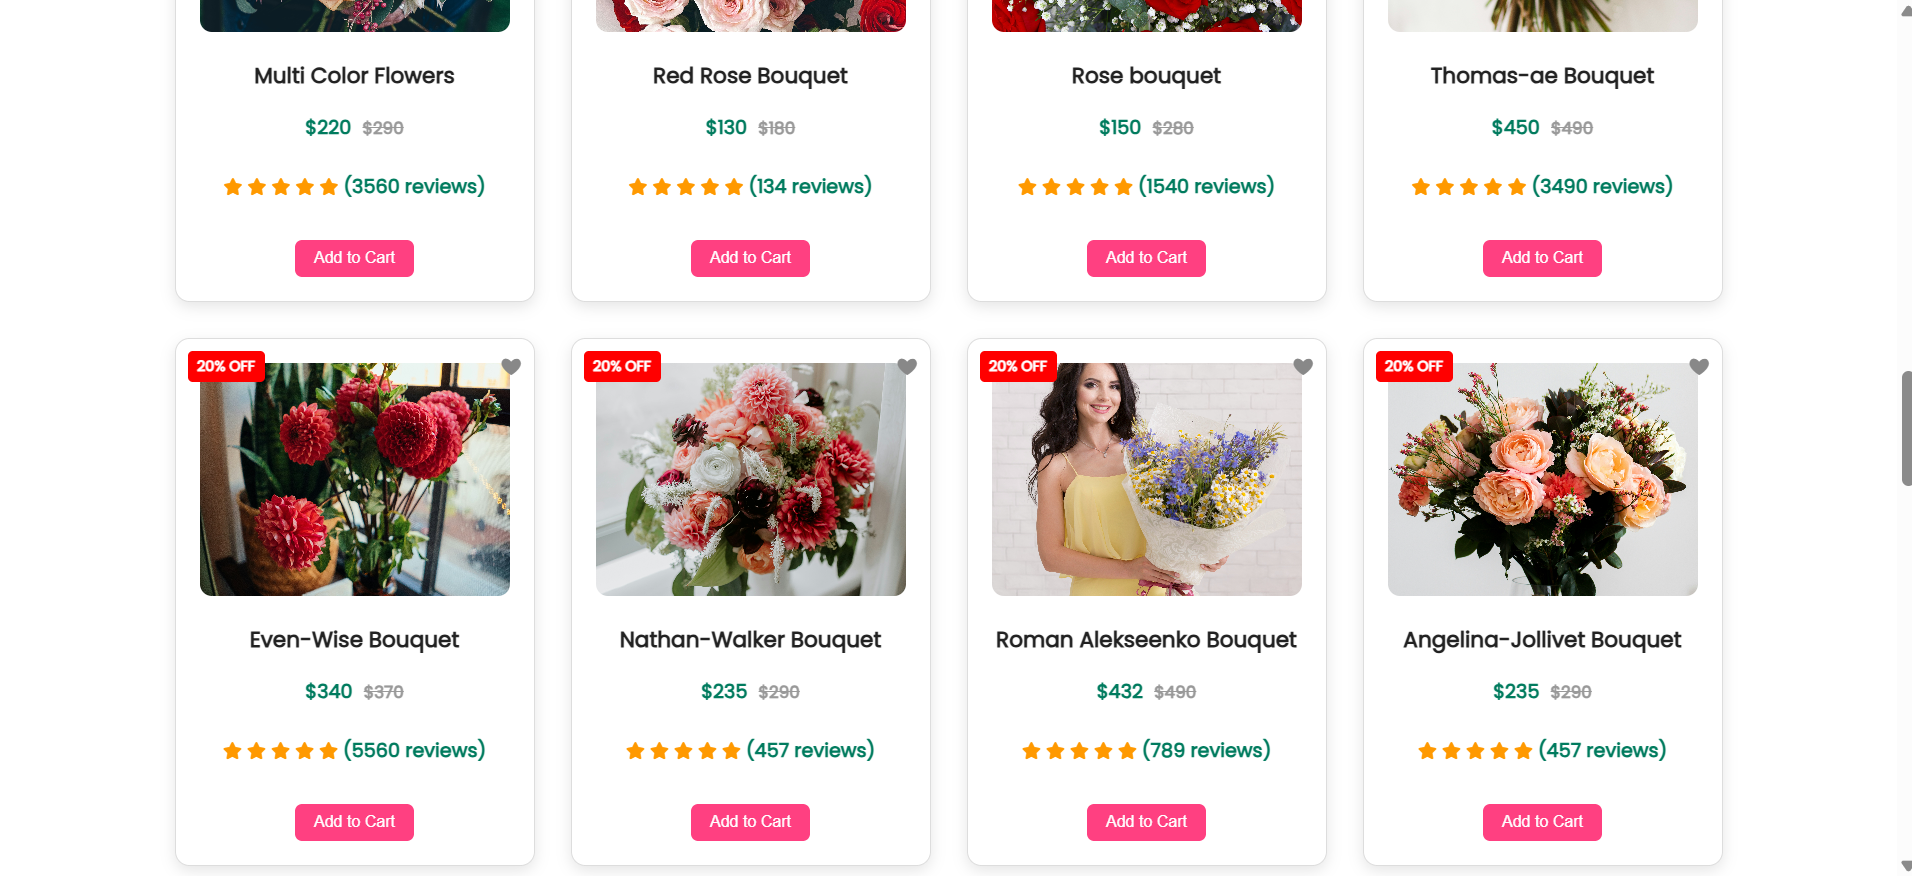 Multi Color Flowers
$220 $290
(3560 reviews)
Add to Cart
Red Rose Bouquet
$130 $180
(134 reviews)
Add to Cart
Rose bouquet
$150 $280
(1540 reviews)
Add to Cart
Thomas-ae Bouquet
$450 $490
(3490 reviews)
Add to Cart
20% OFF
Even-Wise Bouquet
$340 $370
(5560 reviews)
Add to Cart
20% OFF
Nathan-Walker Bouquet
$235 $290
(457 reviews)
Add to Cart
20% OFF
Roman Alekseenko Bouquet
$432 $490
(789 reviews)
Add to Cart
20% OFF
Angelina-Jollivet Bouquet
$235 $290
(457 reviews)
Add to Cart